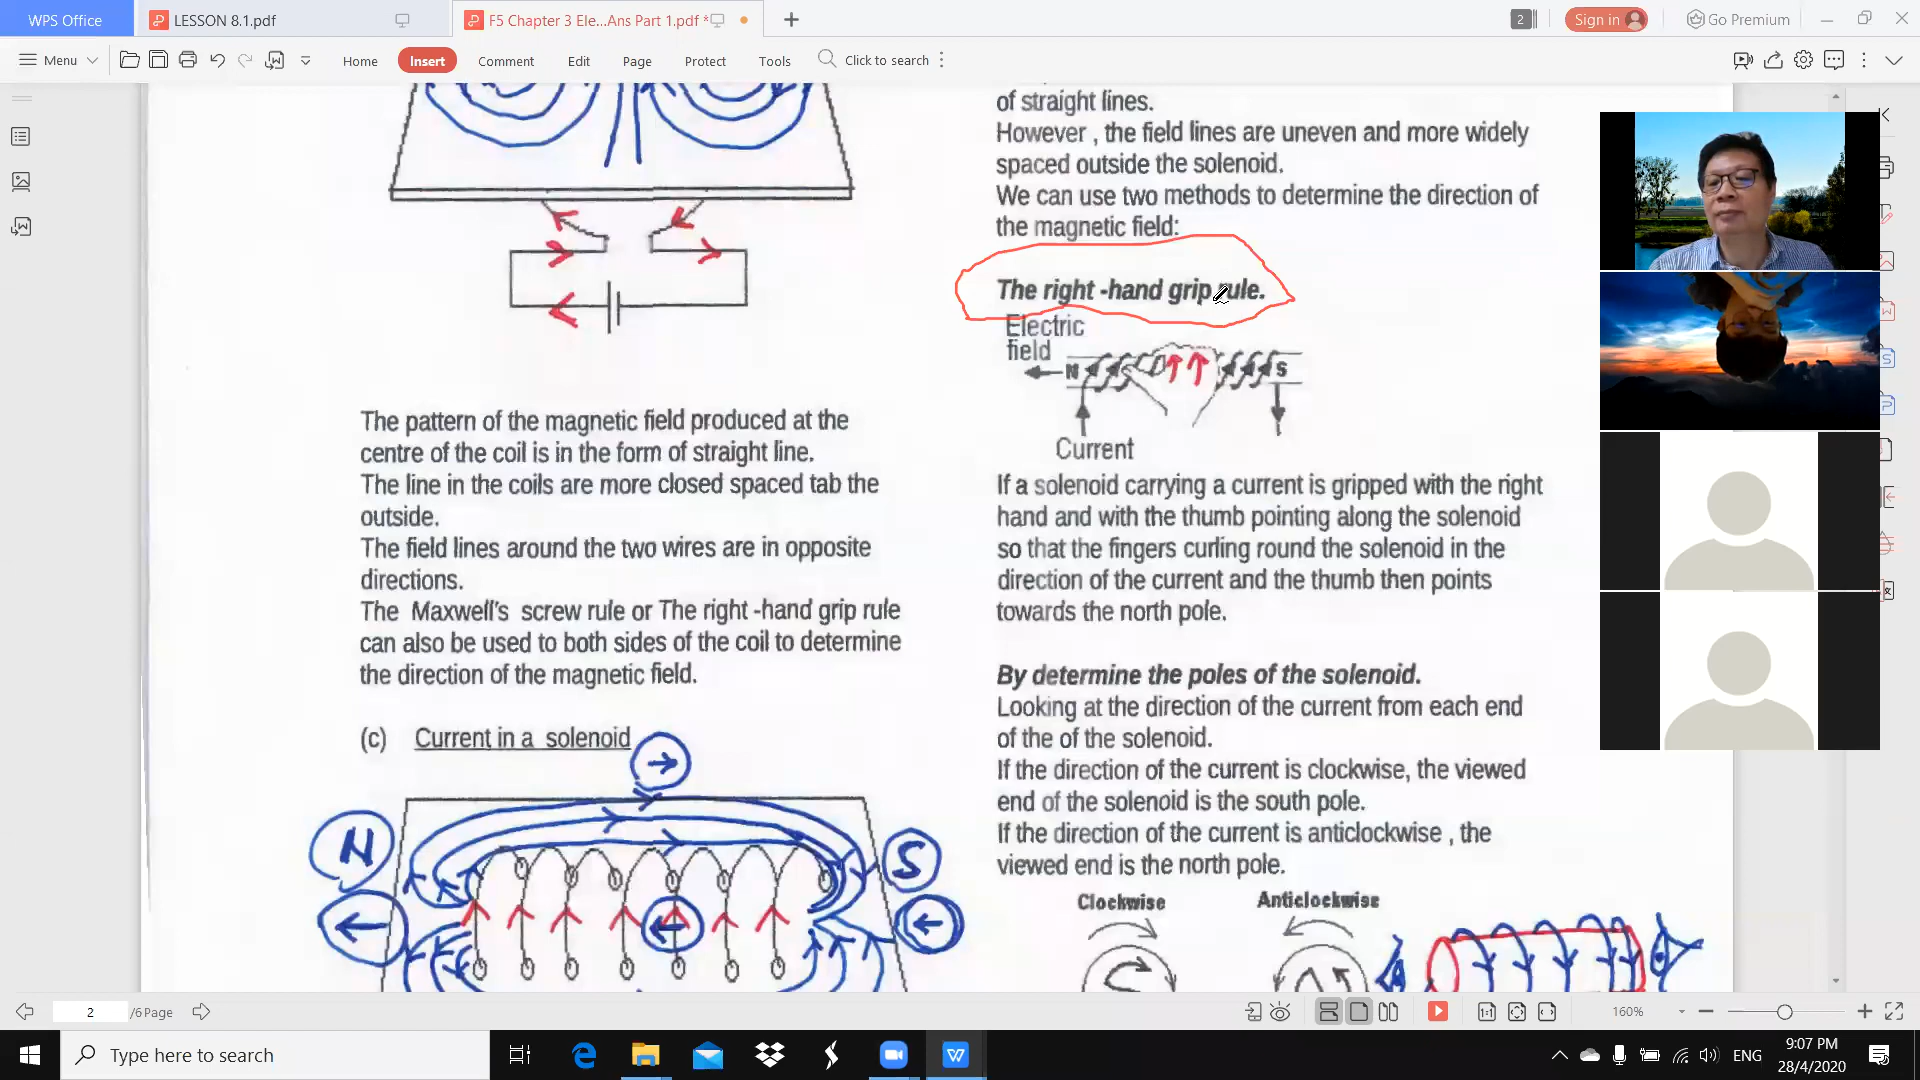 WPS Office
LESSON 8.1.pdf
F5 Chapter 3 Ele...Ans Part 1.pdf *
2
Sign in
Go Premium
Menu
Home
Insert
Comment
Edit
Page
Protect
Tools
Click to search
The pattern of the magnetic field produced at the
centre of the coil is in the form of straight line.
The line in the coils are more closed spaced tab the
outside.
The field lines around the two wires are in opposite
directions.
The Maxwell's screw rule or The right -hand grip rule
can also be used to both sides of the coil to determine
the direction of the magnetic field.
(c) Current in a solenoid
N
S
of straight lines.
However , the field lines are uneven and more widely
spaced outside the solenoid.
We can use two methods to determine the direction of
the magnetic field:
The right -hand grip rule.
Electric
field
N
S
Current
If a solenoid carrying a current is gripped with the right
hand and with the thumb pointing along the solenoid
so that the fingers curling round the solenoid in the
direction of the current and the thumb then points
towards the north pole.
By determine the poles of the solenoid.
Looking at the direction of the current from each end
of the of the solenoid.
If the direction of the current is clockwise, the viewed
end of the solenoid is the south pole.
If the direction of the current is anticlockwise , the
viewed end is the north pole.
Clockwise
Anticlockwise
2
/6Page
1:1
160%
Type here to search
ENG
9:07 PM
28/4/2020